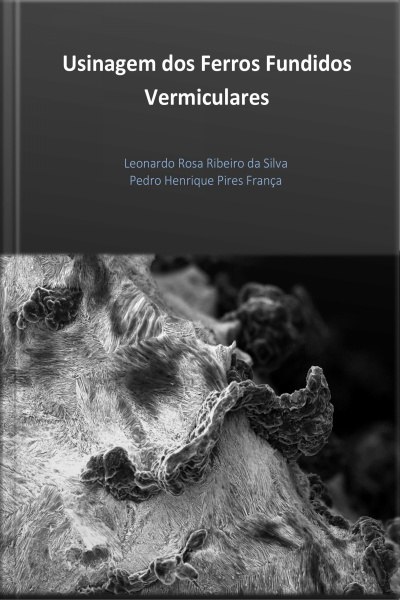 Usinagem dos Ferros Fundidos
Vermiculares
Leonardo Rosa Ribeiro da Silva
Pedro Henrique Pires França